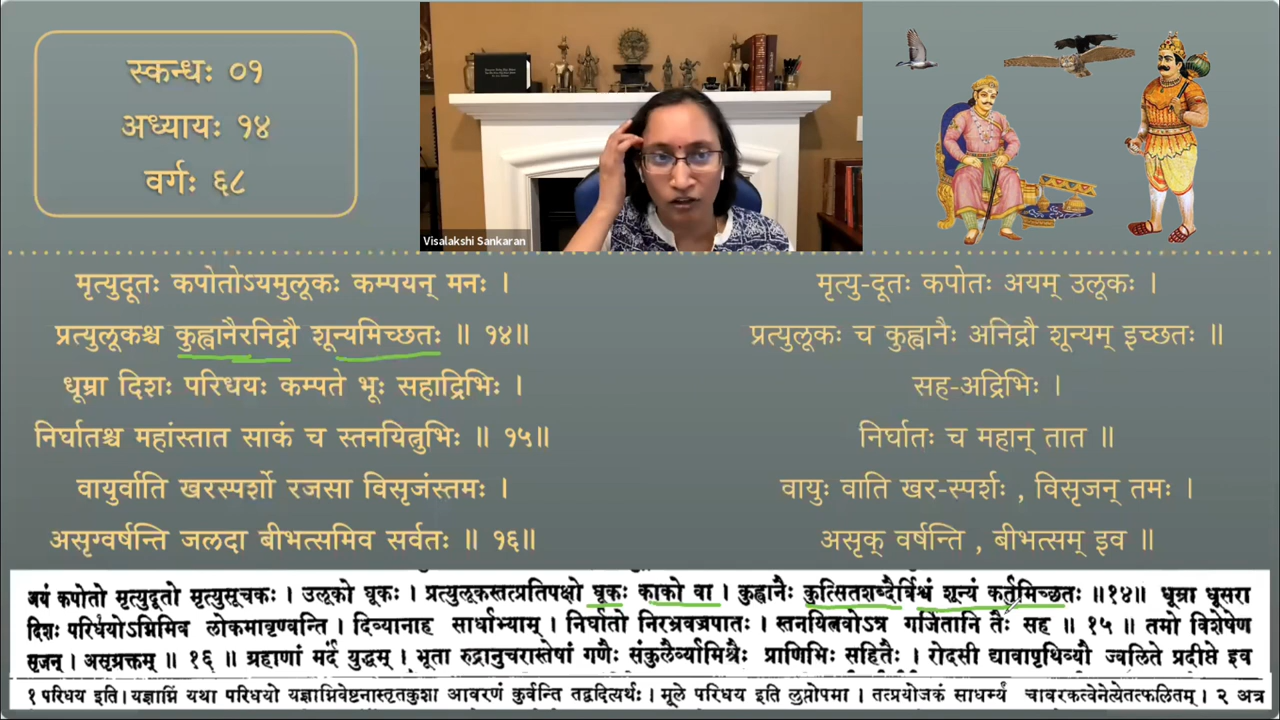 स्कन्धः ०१
अध्यायः १४
वर्गः ६८
Visalakshi Sankaran
मृत्युदूतः कपोतोऽयमुलूकः कम्पयन् मनः ।
प्रत्युलूकश्च कुह्वानैरनिद्रौ शून्यमिच्छतः ॥ १४॥
धूम्रा दिशः परिधयः कम्पते भूः सहाद्रिभिः ।
निर्घातश्च महांस्तात साकं च स्तनयित्नुभिः ॥ १५॥
वायुर्वाति खरस्पर्शो रजसा विसृजंस्तमः ।
असृग्वर्षन्ति जलदा बीभत्समिव सर्वतः ॥ १६॥
मृत्यु-दूतः कपोतः अयम् उलूकः ।
प्रत्युलूकः च कुह्वानैः अनिद्रौ शून्यम् इच्छतः ॥
सह-अद्रिभिः ।
निर्घातः च महान् तात ॥
वायुः वाति खर-स्पर्शः , विसृजन् तमः ।
असृक् वर्षन्ति , बीभत्सम् इव ॥
अयं कपोतो मृत्युदूतो मृत्युसूचकः । उलूको घूकः । प्रत्युलूकस्तत्प्रतिपक्षो घूकः काको वा । कुह्वानैः कुत्सितशब्दैर्विश्वं शून्यं कर्तुमिच्छतः ॥१४॥ धूम्रा धूसरा
दिशः परिधयोऽग्निमिव लोकमावृण्वन्ति । दिव्यानाह सार्धाभ्याम् । निर्घातो निरभ्रवज्रपातः । स्तनयित्नवोऽत्र गर्जितानि तैः सह ॥ १५ ॥ तमो विशेषेण
सृजन् । असृग्रक्तम् ॥ १६ ॥ ग्रहाणां मर्दं युद्धम् । भूता रुद्रानुचरास्तेषां गणैः संकुलैर्व्यामिश्रैः प्राणिभिः सहितैः । रोदसी द्यावापृथिव्यौ ज्वलिते प्रदीप्ते इव
१ परिधय इति । यज्ञाग्निं यथा परिधयो यज्ञाग्निवेष्टनास्तृतकुशा आवरणं कुर्वन्ति तद्वदित्यर्थः । मूले परिधय इति लुप्तोपमा । तत्प्रयोजकं साधर्म्यं चावरकत्वेनेत्येतत्फलितम् । २ अत्र